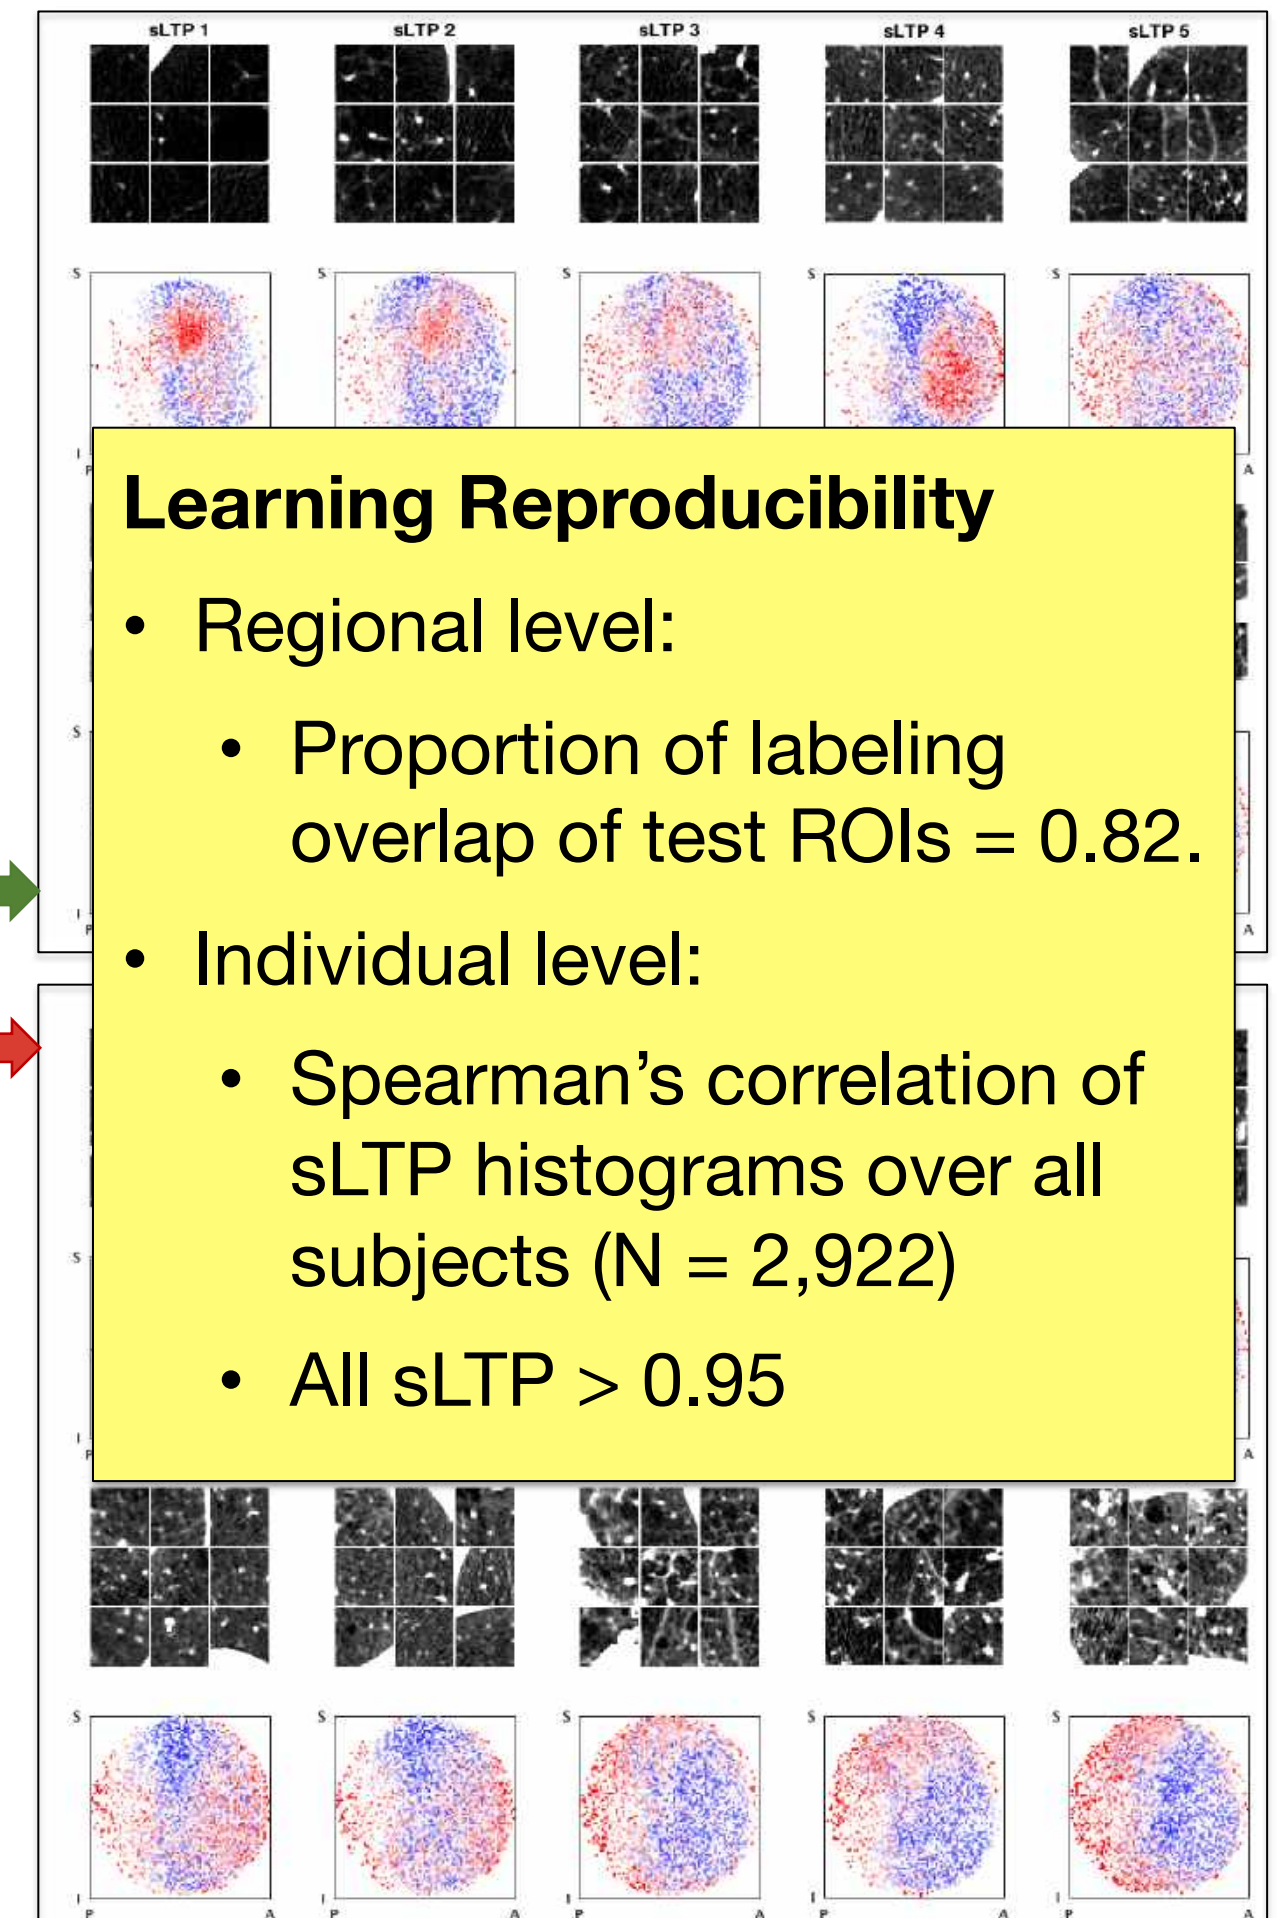 sLTP 1 sLTP 2 sLTP 3 sLTP 4 sLTP 5
S S S S S
I
P A
Learning Reproducibility
• Regional level:
• Proportion of labeling
overlap of test ROIs = 0.82.
• Individual level:
• Spearman’s correlation of
sLTP histograms over all
subjects (N = 2,922)
• All sLTP > 0.95
S
I
P A
S
I
P A
S S S S S
I I I I I
P A P A P A P A P A